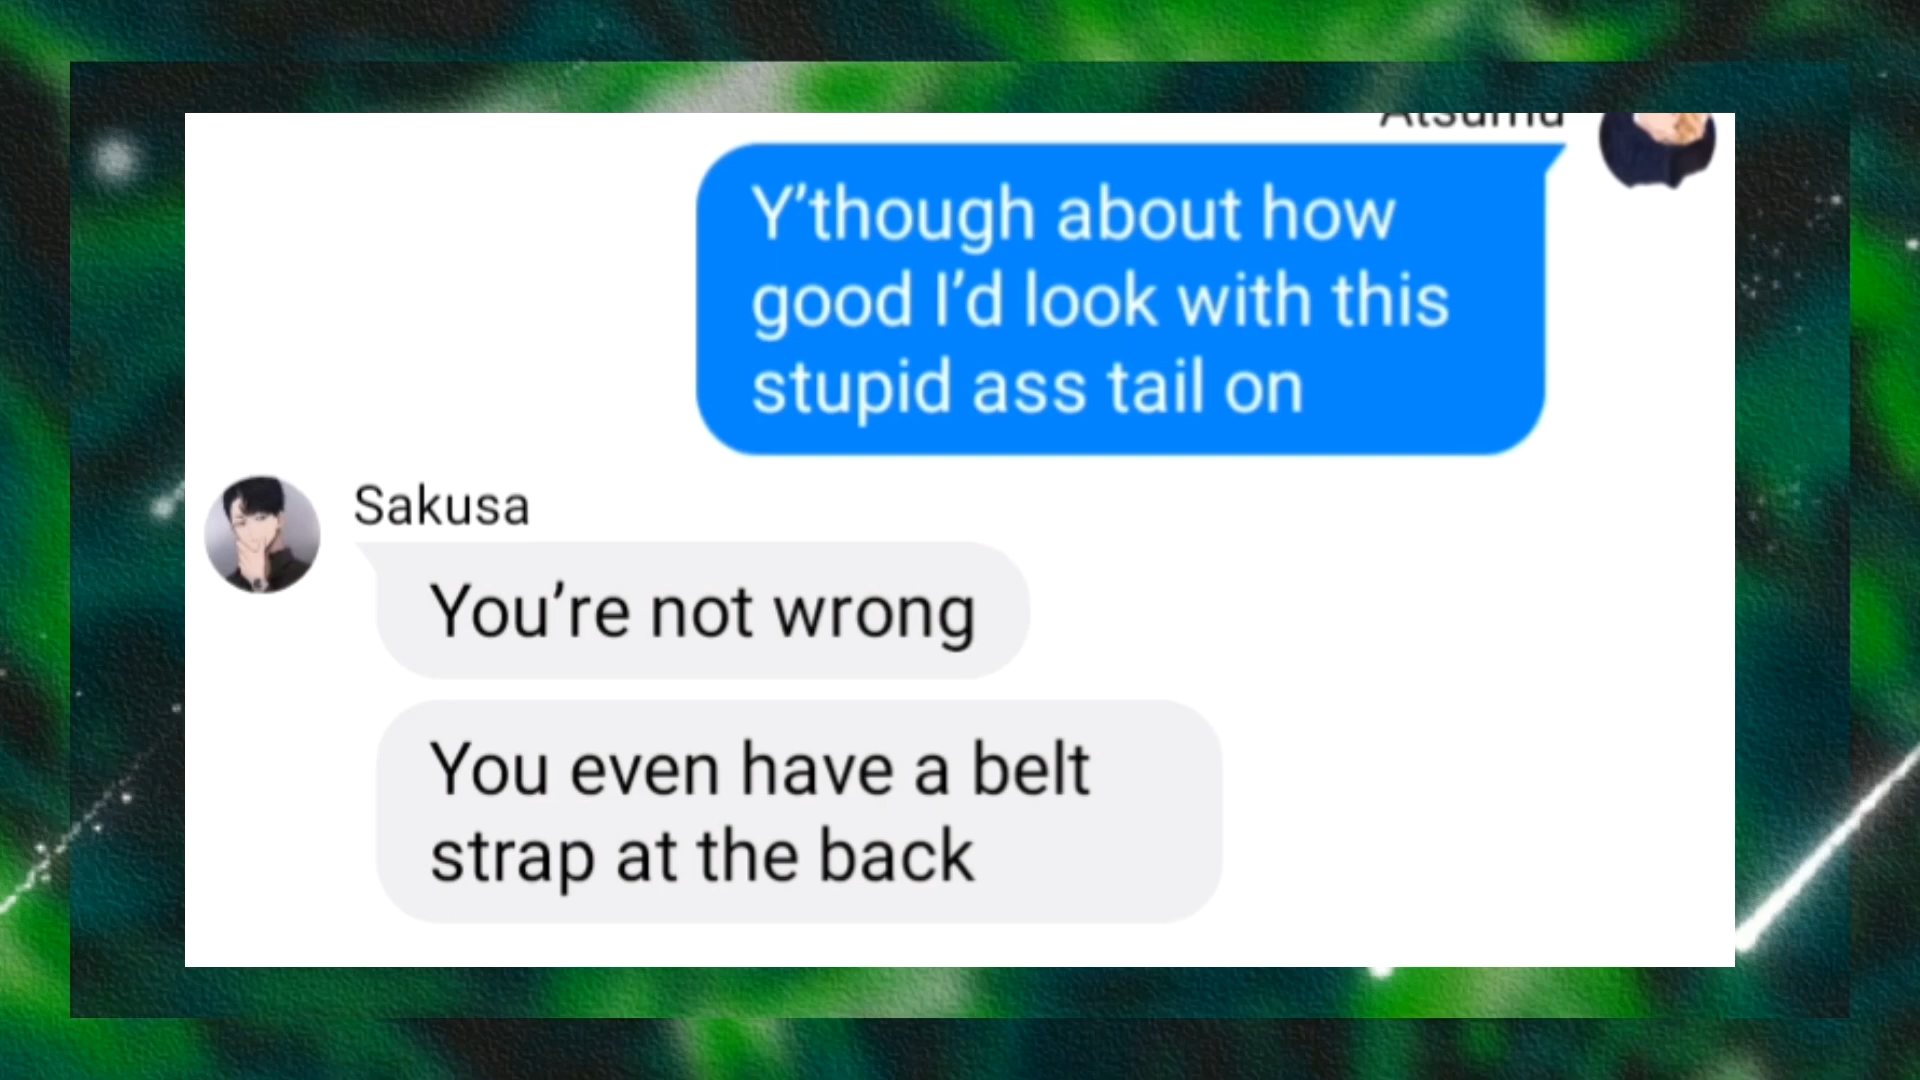 Atsumu
Y’though about how
good I’d look with this
stupid ass tail on
Sakusa
You’re not wrong
You even have a belt
strap at the back